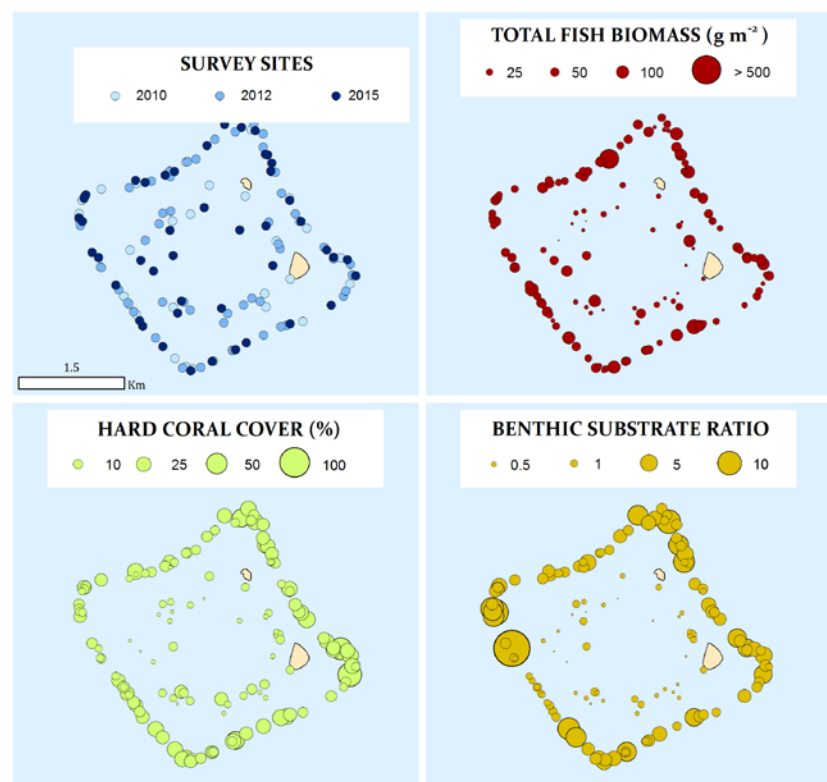 SURVEY SITES
2010 2012 2015
1.5
Km
TOTAL FISH BIOMASS (g m⁻²)
25 50 100 > 500
HARD CORAL COVER (%)
10 25 50 100
BENTHIC SUBSTRATE RATIO
0.5 1 5 10